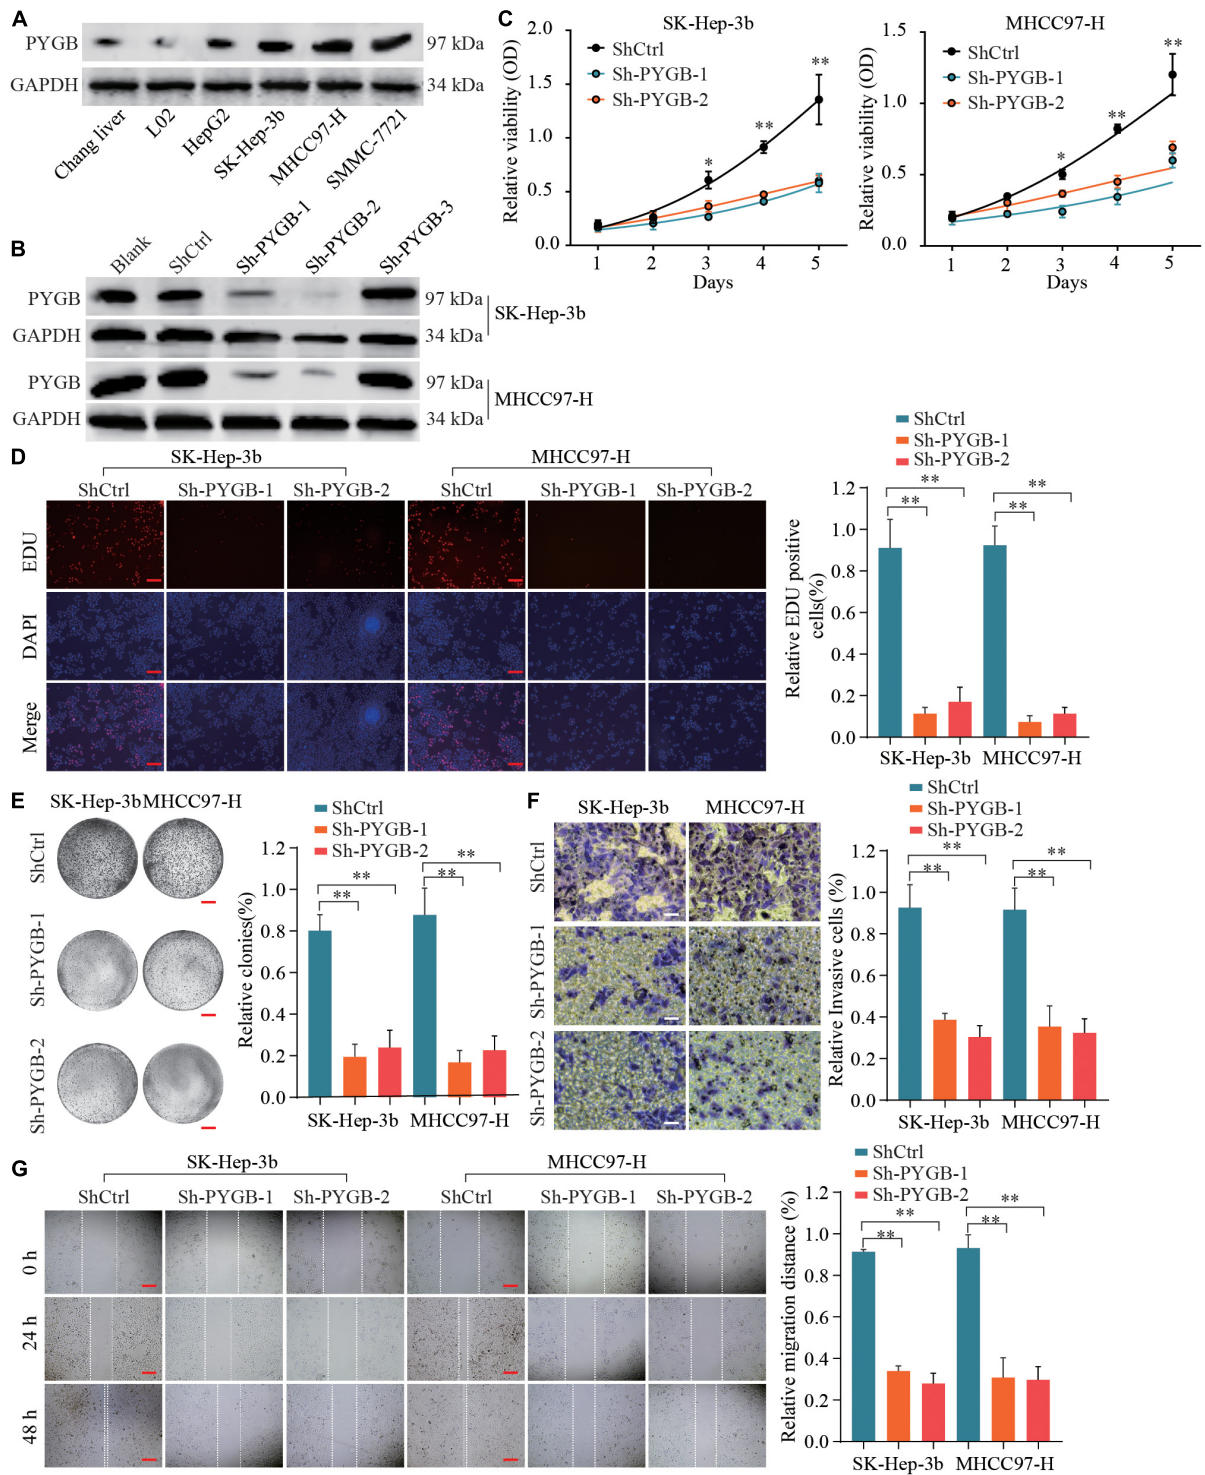 A
PYGB
97 kDa
GAPDH
34 kDa
Chang liver
L02
HepG2
SK-Hep-3b
MHCC97-H
SMMC-7721
B
Blank
ShCtrl
Sh-PYGB-1
Sh-PYGB-2
Sh-PYGB-3
PYGB
97 kDa
GAPDH
34 kDa
SK-Hep-3b
PYGB
97 kDa
GAPDH
34 kDa
MHCC97-H
C
SK-Hep-3b
Relative viability (OD)
2.0
1.5
1.0
0.5
0.0
ShCtrl
Sh-PYGB-1
Sh-PYGB-2
*
**
**
1 2 3 4 5
Days
MHCC97-H
Relative viability (OD)
1.5
1.0
0.5
0.0
ShCtrl
Sh-PYGB-1
Sh-PYGB-2
*
**
**
1 2 3 4 5
Days
D
SK-Hep-3b
MHCC97-H
ShCtrl Sh-PYGB-1 Sh-PYGB-2 ShCtrl Sh-PYGB-1 Sh-PYGB-2
EDU
DAPI
Merge
ShCtrl
Sh-PYGB-1
Sh-PYGB-2
Relative EDU positive
cells(%)
1.2
1.0
0.8
0.6
0.4
0.2
0.0
** ** ** **
SK-Hep-3b MHCC97-H
E
SK-Hep-3b MHCC97-H
ShCtrl
Sh-PYGB-1
Sh-PYGB-2
ShCtrl
Sh-PYGB-1
Sh-PYGB-2
Relative clonies(%)
1.2
1.0
0.8
0.6
0.4
0.2
0.0
** ** ** **
SK-Hep-3b MHCC97-H
F
SK-Hep-3b MHCC97-H
ShCtrl
Sh-PYGB-1
Sh-PYGB-2
ShCtrl
Sh-PYGB-1
Sh-PYGB-2
Relative Invasive cells (%)
1.2
1.0
0.8
0.6
0.4
0.2
0.0
** ** ** **
SK-Hep-3b MHCC97-H
G
SK-Hep-3b
MHCC97-H
ShCtrl Sh-PYGB-1 Sh-PYGB-2 ShCtrl Sh-PYGB-1 Sh-PYGB-2
0 h
24 h
48 h
ShCtrl
Sh-PYGB-1
Sh-PYGB-2
Relative migration distance (%)
1.2
1.0
0.8
0.6
0.4
0.2
0.0
** ** ** **
SK-Hep-3b MHCC97-H